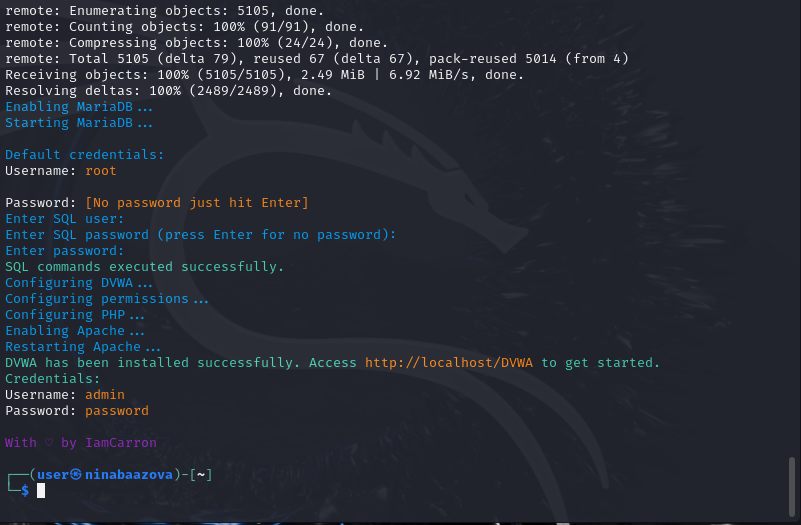 remote: Enumerating objects: 5105, done.
remote: Counting objects: 100% (91/91), done.
remote: Compressing objects: 100% (24/24), done.
remote: Total 5105 (delta 79), reused 67 (delta 67), pack-reused 5014 (from 4)
Receiving objects: 100% (5105/5105), 2.49 MiB | 6.92 MiB/s, done.
Resolving deltas: 100% (2489/2489), done.
Enabling MariaDB...
Starting MariaDB...
Default credentials:
Username: root
Password: [No password just hit Enter]
Enter SQL user:
Enter SQL password (press Enter for no password):
Enter password:
SQL commands executed successfully.
Configuring DVWA...
Configuring permissions...
Configuring PHP...
Enabling Apache...
Restarting Apache...
DVWA has been installed successfully. Access http://localhost/DVWA to get started.
Credentials:
Username: admin
Password: password
With ♡ by IamCarron
┌──(user㉿ninabaazova)-[~]
└─$